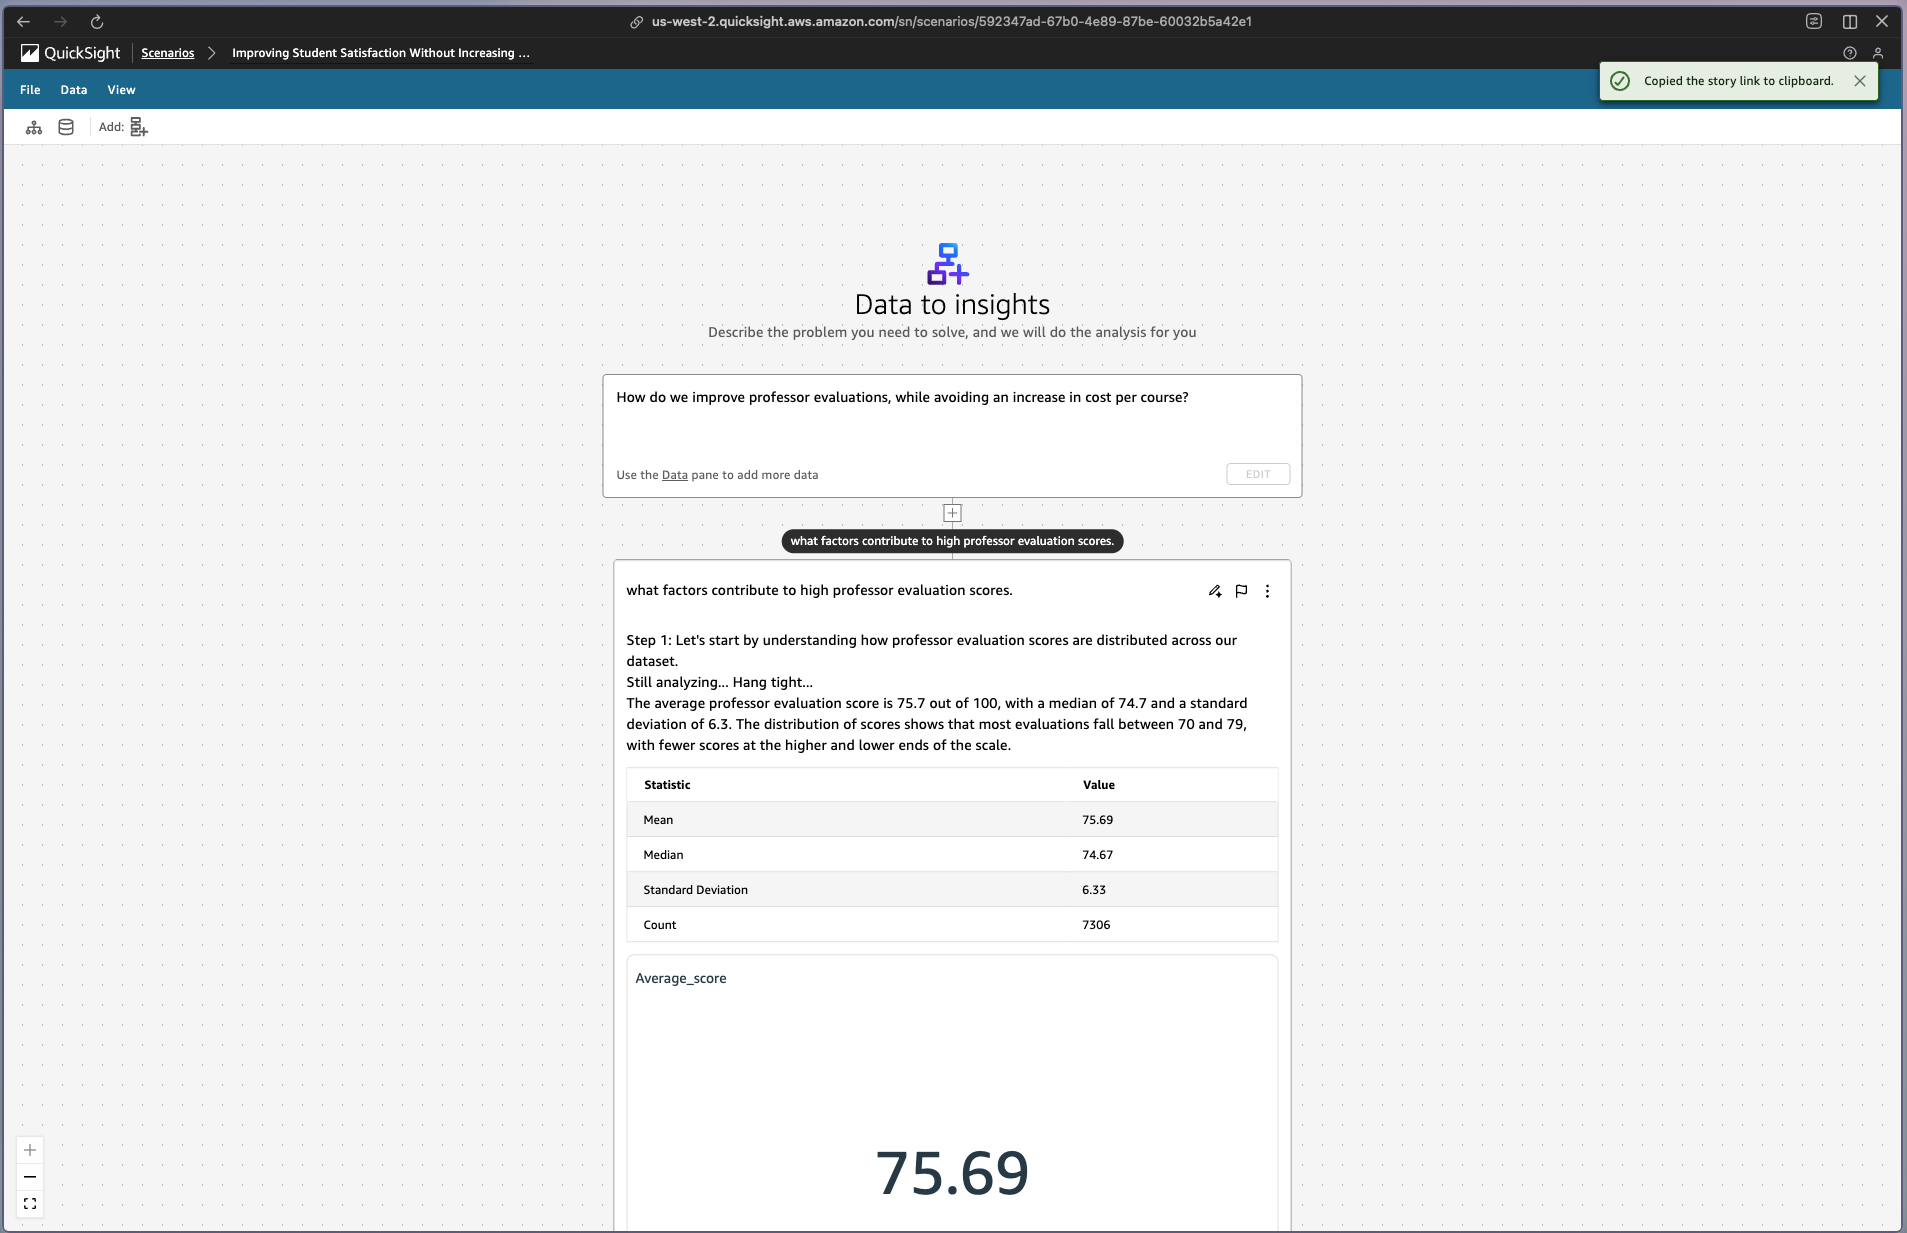 us-west-2.quicksight.aws.amazon.com/sn/scenarios/592347ad-67b0-4e89-87be-60032b5a42e1
QuickSight
Scenarios
Improving Student Satisfaction Without Increasing ...
File
Data
View
Copied the story link to clipboard.
Add:
Data to insights
Describe the problem you need to solve, and we will do the analysis for you
How do we improve professor evaluations, while avoiding an increase in cost per course?
Use the Data pane to add more data
EDIT
what factors contribute to high professor evaluation scores.
what factors contribute to high professor evaluation scores.
Step 1: Let's start by understanding how professor evaluation scores are distributed across our
dataset.
Still analyzing... Hang tight...
The average professor evaluation score is 75.7 out of 100, with a median of 74.7 and a standard
deviation of 6.3. The distribution of scores shows that most evaluations fall between 70 and 79,
with fewer scores at the higher and lower ends of the scale.
Statistic Value
Mean 75.69
Median 74.67
Standard Deviation 6.33
Count 7306
Average_score
75.69